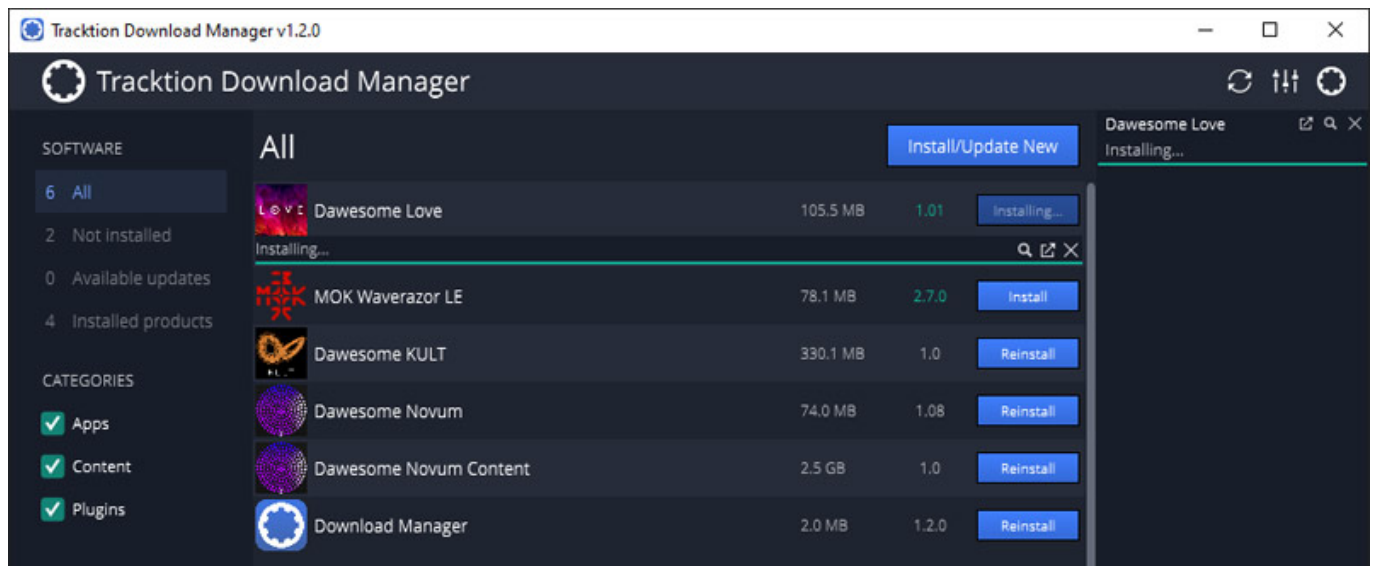 Tracktion Download Manager v1.2.0
Tracktion Download Manager
SOFTWARE
6 All
2 Not installed
0 Available updates
4 Installed products
CATEGORIES
Apps
Content
Plugins
All
Install/Update New
LOVE Dawesome Love 105.5 MB 1.01 Installing...
Installing...
MOK Waverazor LE 78.1 MB 2.7.0 Install
Dawesome KULT 330.1 MB 1.0 Reinstall
Dawesome Novum 74.0 MB 1.08 Reinstall
Dawesome Novum Content 2.5 GB 1.0 Reinstall
Download Manager 2.0 MB 1.2.0 Reinstall
Dawesome Love
Installing...